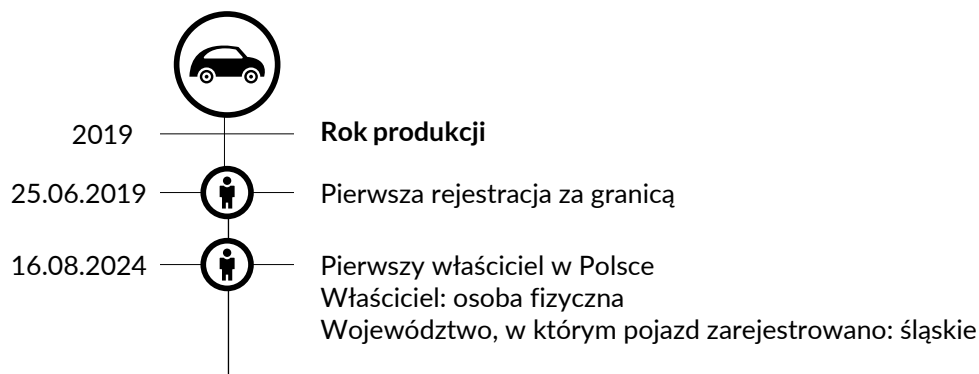 2019 Rok produkcji
25.06.2019 Pierwsza rejestracja za granicą
16.08.2024 Pierwszy właściciel w Polsce
Właściciel: osoba fizyczna
Województwo, w którym pojazd zarejestrowano: śląskie